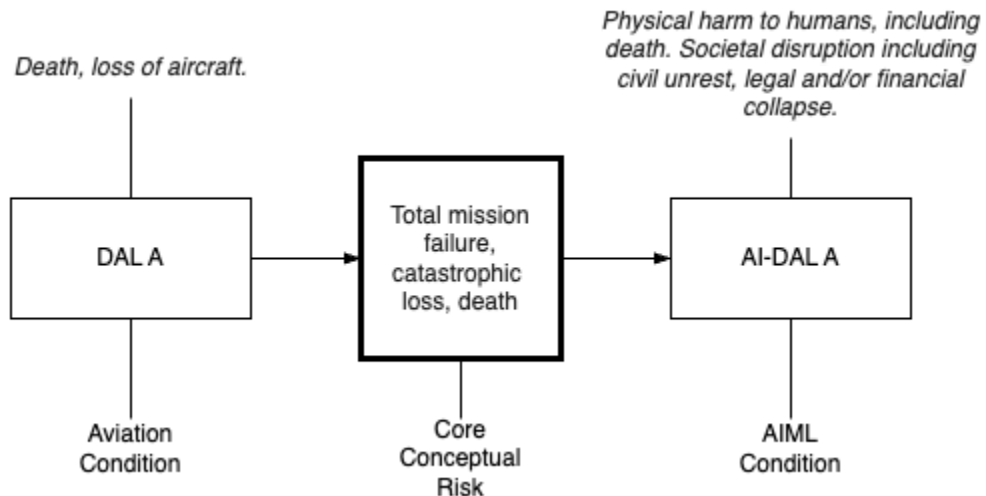 Death, loss of aircraft.
Physical harm to humans, including
death. Societal disruption including
civil unrest, legal and/or financial
collapse.
DAL A
Total mission
failure,
catastrophic
loss, death
AI-DAL A
Aviation
Condition
Core
Conceptual
Risk
AIML
Condition